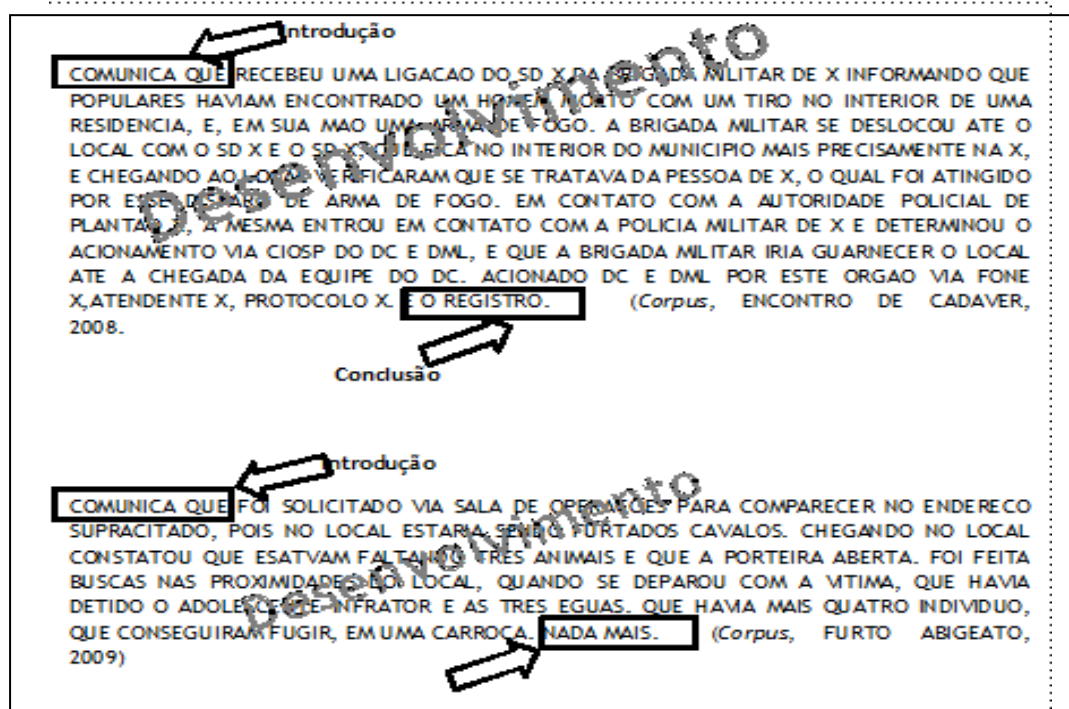 Introdução
COMUNICA QUE RECEBEU UMA LIGACAO DO SD X DA BRIGADA MILITAR DE X INFORMANDO QUE
POPULARES HAVIAM ENCONTRADO UM HOMEM MORTO COM UM TIRO NO INTERIOR DE UMA
RESIDENCIA, E, EM SUA MAO UMA ARMA DE FOGO. A BRIGADA MILITAR SE DESLOCOU ATE O
LOCAL COM O SD X E O SD X, QUE FICA NO INTERIOR DO MUNICIPIO MAIS PRECISAMENTE NA X,
E CHEGANDO AO LOCAL VERIFICARAM QUE SE TRATAVA DA PESSOA DE X, O QUAL FOI ATINGIDO
POR ESSE DISPARO DE ARMA DE FOGO. EM CONTATO COM A AUTORIDADE POLICIAL DE
PLANTAO X, A MESMA ENTROU EM CONTATO COM A POLICIA MILITAR DE X E DETERMINOU O
ACIONAMENTO VIA CIOSP DO DC E DML, E QUE A BRIGADA MILITAR IRIA GUARNECER O LOCAL
ATE A CHEGADA DA EQUIPE DO DC. ACIONADO DC E DML POR ESTE ORGAO VIA FONE
X,ATENDENTE X, PROTOCOLO X. E O REGISTRO. (Corpus, ENCONTRO DE CADAVER,
2008.
Desenvolvimento
Conclusão
Introdução
COMUNICA QUE FOI SOLICITADO VIA SALA DE OPERACOES PARA COMPARECER NO ENDERECO
SUPRACITADO, POIS NO LOCAL ESTARIA SENDO FURTADOS CAVALOS. CHEGANDO NO LOCAL
CONSTATOU QUE ESATVAM FALTANDO TRES ANIMAIS E QUE A PORTEIRA ABERTA. FOI FEITA
BUSCAS NAS PROXIMIDADES DO LOCAL, QUANDO SE DEPAROU COM A VITIMA, QUE HAVIA
DETIDO O ADOLESCENTE INFRATOR E AS TRES EGUAS. QUE HAVIA MAIS QUATRO INDIVIDUO,
QUE CONSEGUIRAM FUGIR, EM UMA CARROCA. NADA MAIS. (Corpus, FURTO ABIGEATO,
2009)
Desenvolvimento